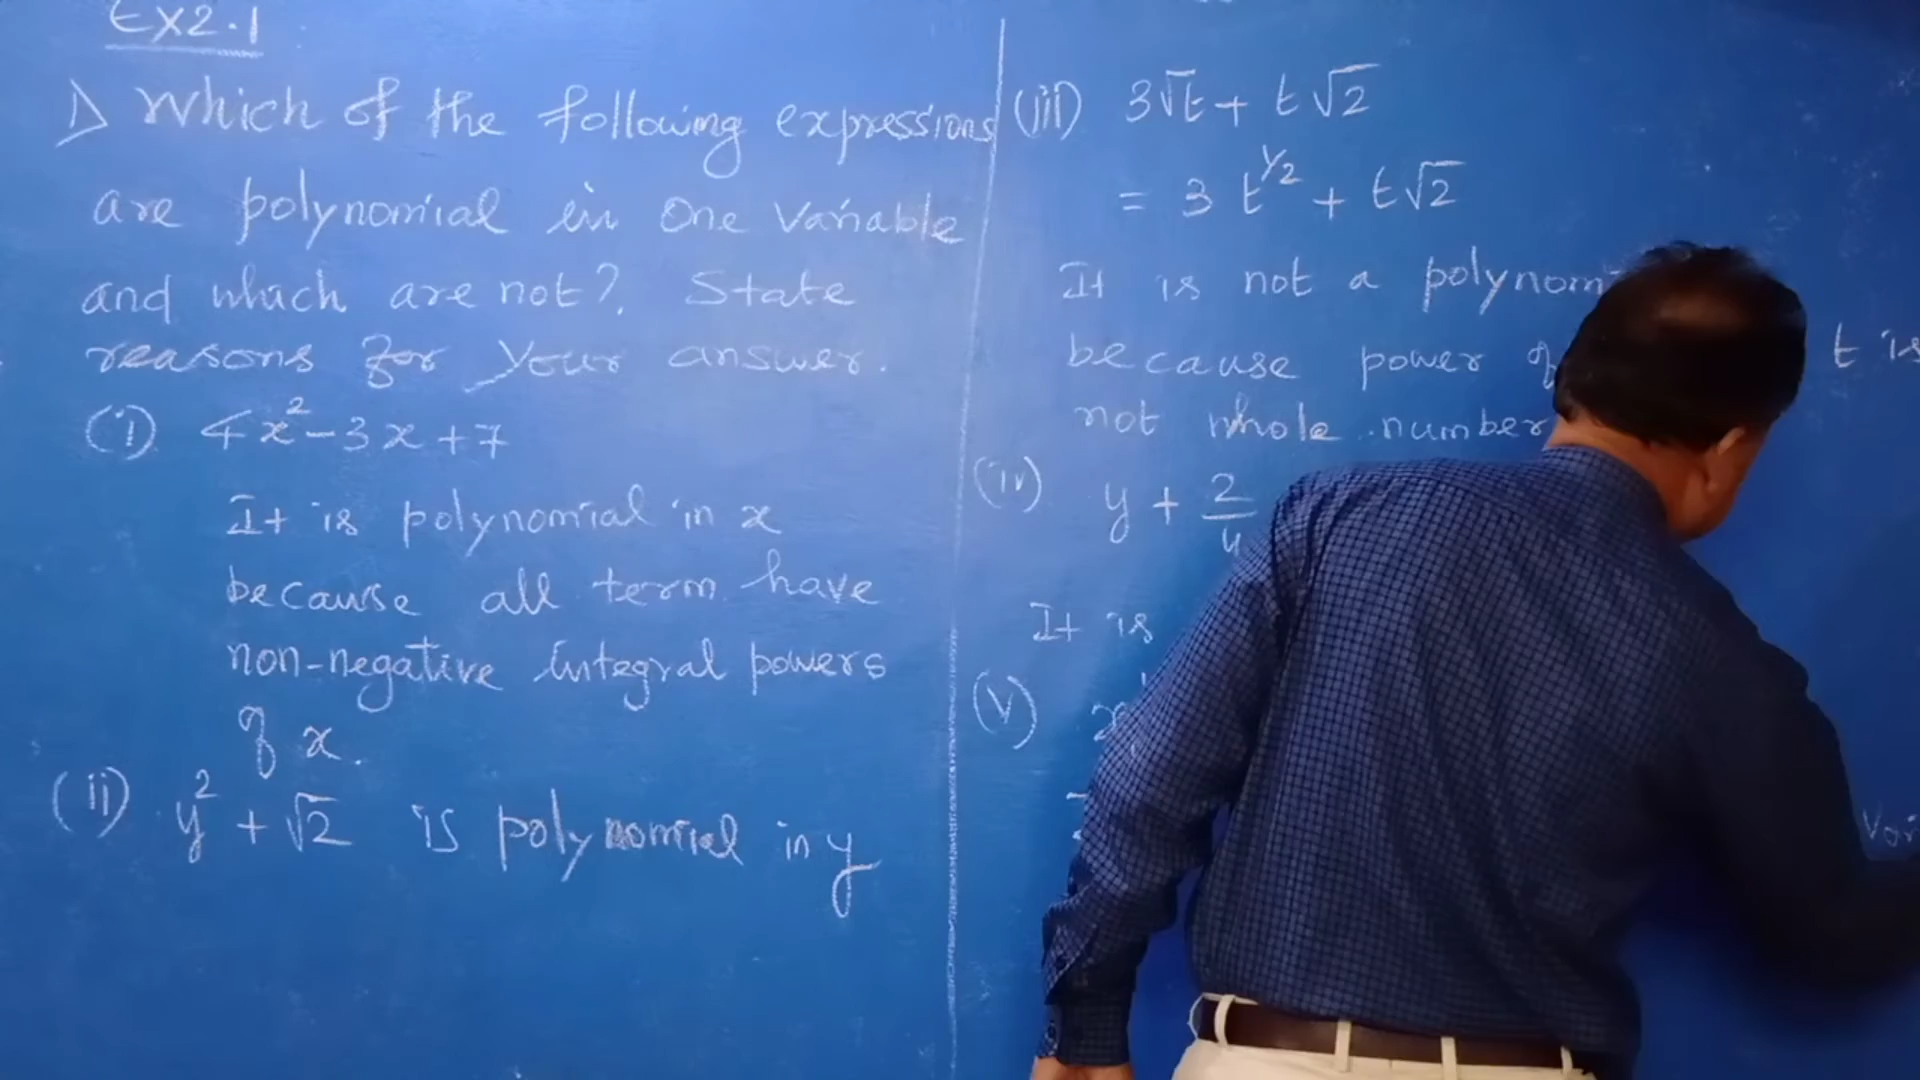 Ex2.1
1) Which of the following expressions
are polynomial in One Variable
and which are not? State
reasons for your answer.
(i) 4x² - 3x + 7
It is polynomial in x
because all term have
non-negative integral powers
of x.
(ii) y² + √2 is polynomial in y
(iii) 3√t + t√2
= 3 t^1/2 + t√2
It is not a polynom
because power of t is
not whole number
(iv) y + 2/y
It is
(v)